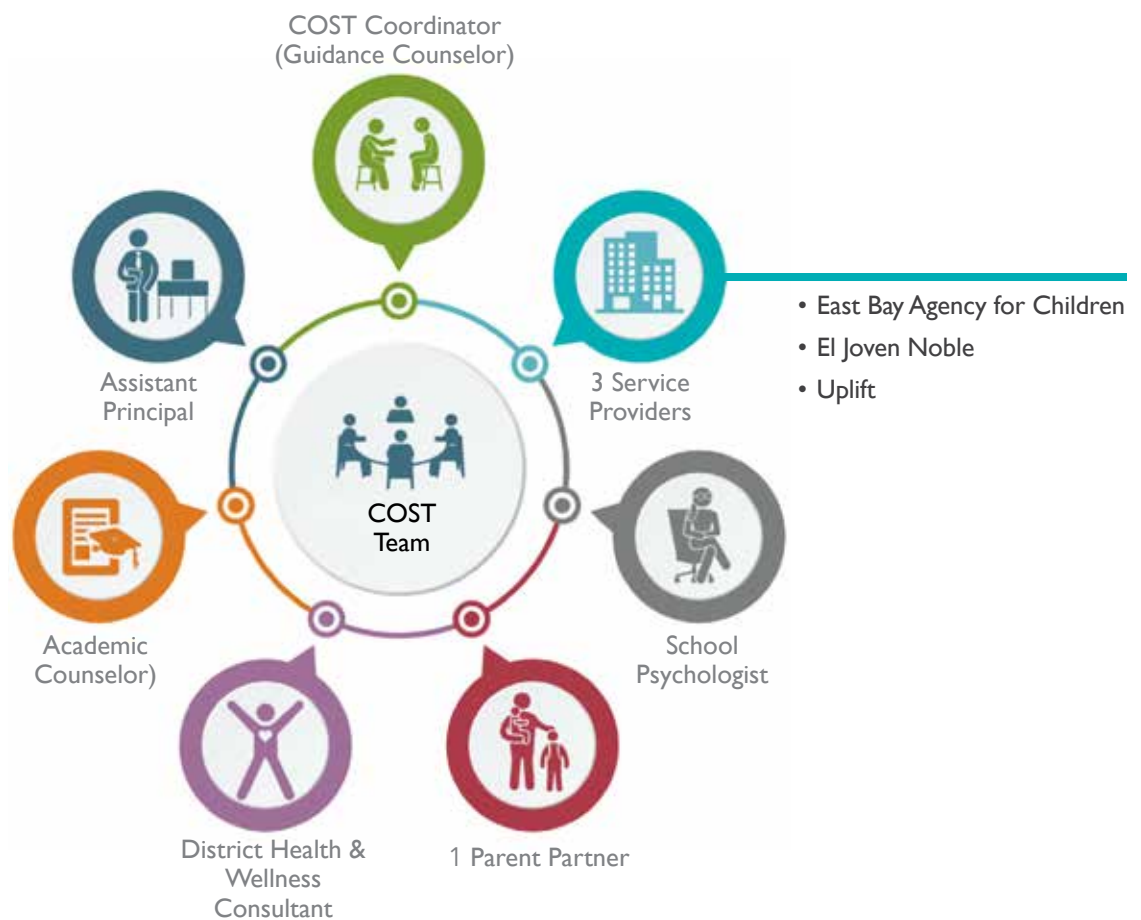 COST Coordinator
(Guidance Counselor)
Assistant
Principal
3 Service
Providers
• East Bay Agency for Children
• El Joven Noble
• Uplift
COST
Team
Academic
Counselor)
School
Psychologist
District Health &
Wellness
Consultant
1 Parent Partner